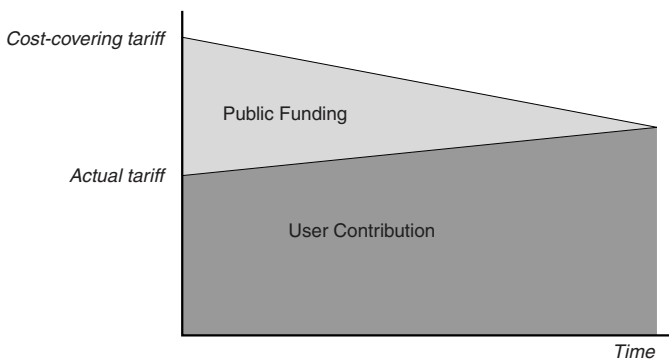 Cost-covering tariff
Public Funding
Actual tariff
User Contribution
Time